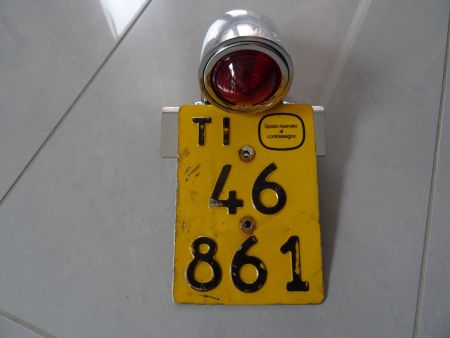 TI
Spazio riservato
al
contrassegno
46
861